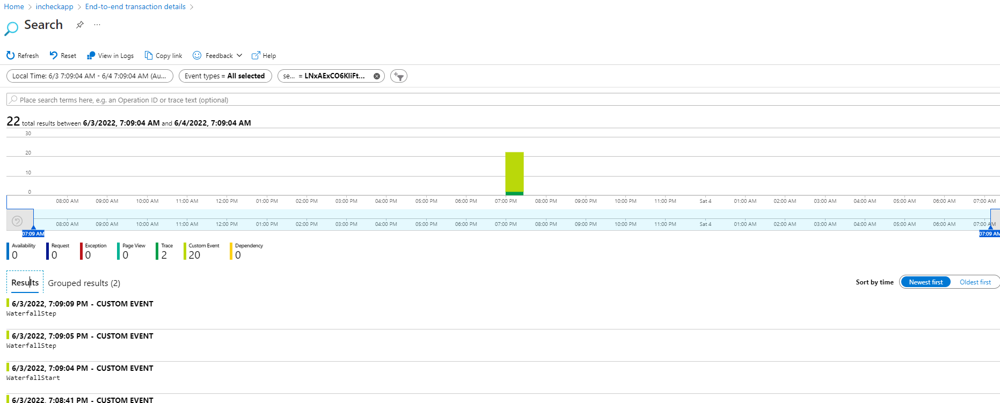 Home > incheckapp > End-to-end transaction details >
Search ...
Refresh Reset View in Logs Copy link Feedback Help
Local Time: 6/3 7:09:04 AM - 6/4 7:09:04 AM (Au... Event types = All selected se... = LNxAExCO6KIiFt...
Place search terms here, e.g. an Operation ID or trace text (optional)
22 total results between 6/3/2022, 7:09:04 AM and 6/4/2022, 7:09:04 AM
30
20
10
0
08:00 AM 09:00 AM 10:00 AM 11:00 AM 12:00 PM 01:00 PM 02:00 PM 03:00 PM 04:00 PM 05:00 PM 06:00 PM 07:00 PM 08:00 PM 09:00 PM 10:00 PM 11:00 PM Sat 4 01:00 AM 02:00 AM 03:00 AM 04:00 AM 05:00 AM 06:00 AM 07:00 AM
08:00 AM 09:00 AM 10:00 AM 11:00 AM 12:00 PM 01:00 PM 02:00 PM 03:00 PM 04:00 PM 05:00 PM 06:00 PM 07:00 PM 08:00 PM 09:00 PM 10:00 PM 11:00 PM Sat 4 01:00 AM 02:00 AM 03:00 AM 04:00 AM 05:00 AM 06:00 AM 07:00 AM
07:09 AM 07:09 AM
Availability Request Exception Page View Trace Custom Event Dependency
0 0 0 0 2 20 0
Results Grouped results (2) Sort by time Newest first Oldest first
6/3/2022, 7:09:09 PM - CUSTOM EVENT
WaterfallStep
6/3/2022, 7:09:05 PM - CUSTOM EVENT
WaterfallStep
6/3/2022, 7:09:04 PM - CUSTOM EVENT
WaterfallStart
6/3/2022, 7:08:41 PM - CUSTOM EVENT